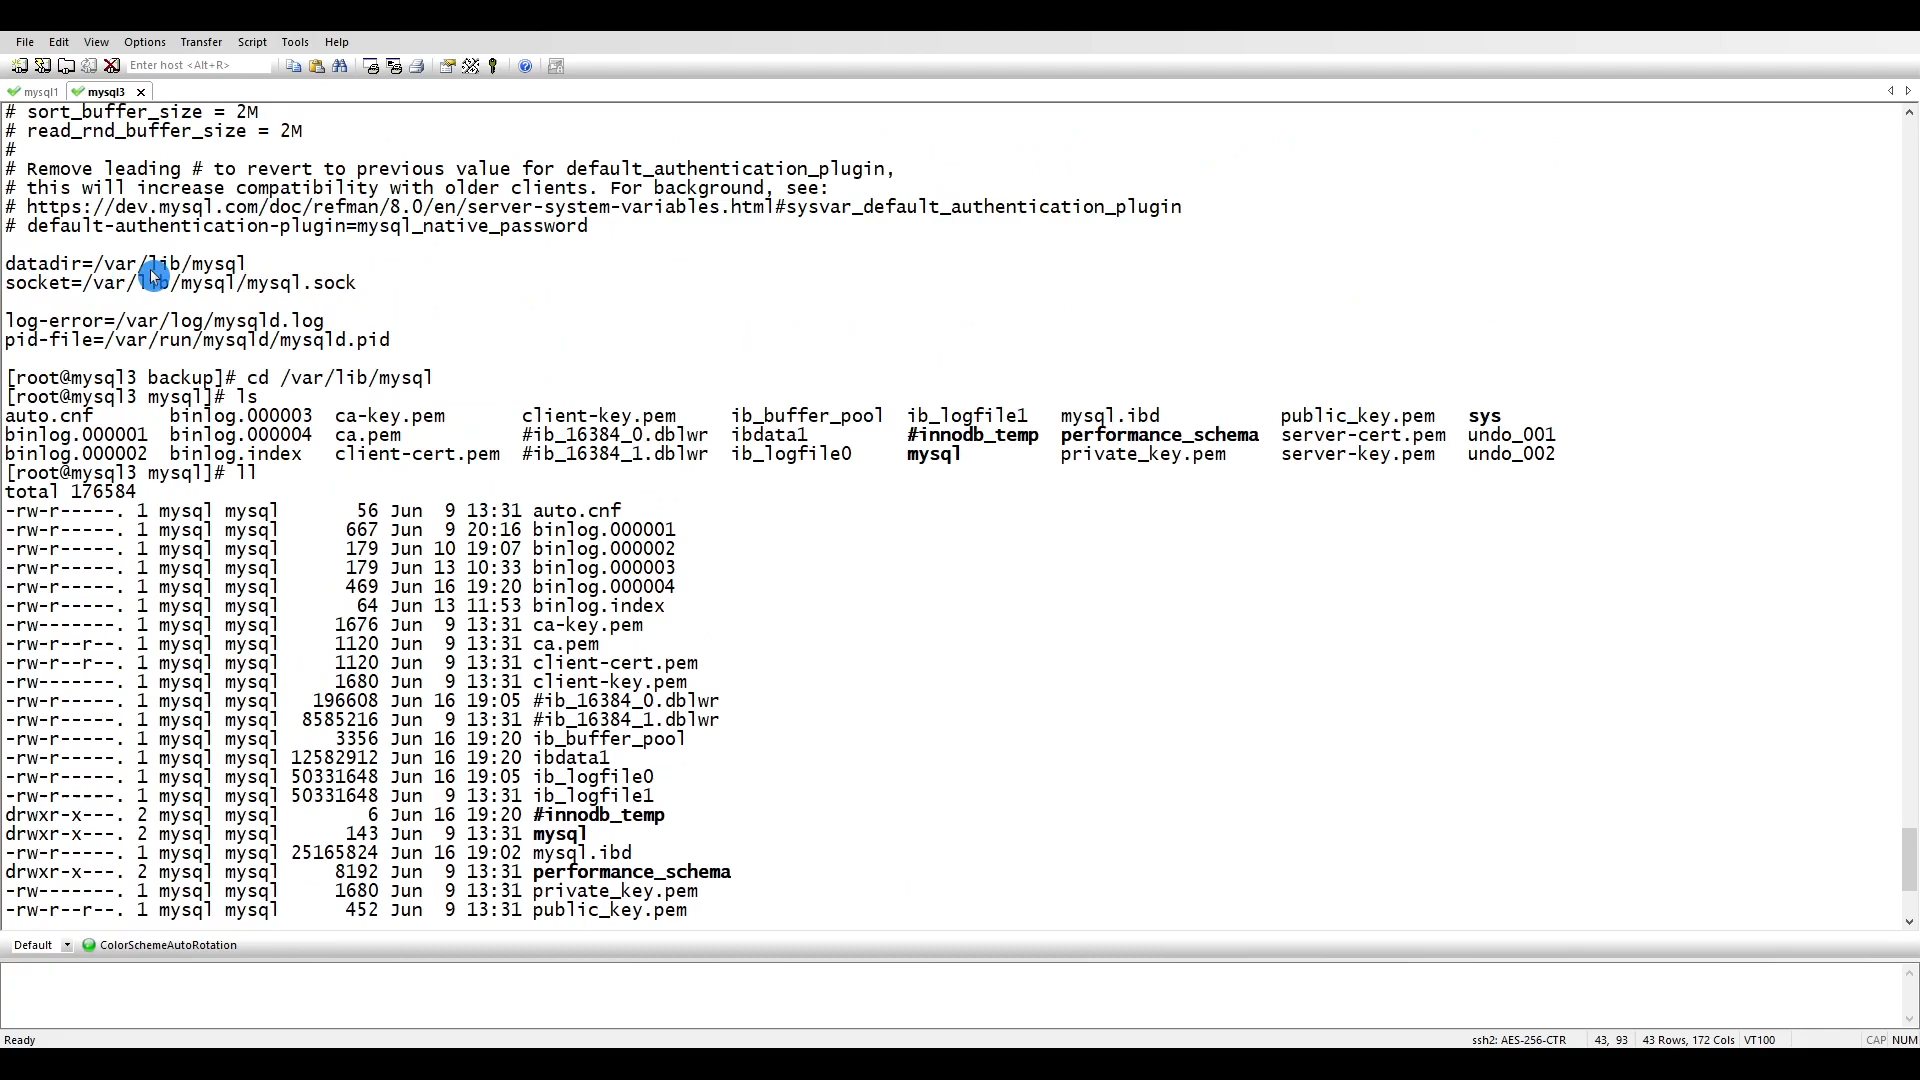 File Edit View Options Transfer Script Tools Help
Enter host <Alt+R>
mysql1 mysql3
# sort_buffer_size = 2M
# read_rnd_buffer_size = 2M
#
# Remove leading # to revert to previous value for default_authentication_plugin,
# this will increase compatibility with older clients. For background, see:
# https://dev.mysql.com/doc/refman/8.0/en/server-system-variables.html#sysvar_default_authentication_plugin
# default-authentication-plugin=mysql_native_password
datadir=/var/lib/mysql
socket=/var/lib/mysql/mysql.sock
log-error=/var/log/mysqld.log
pid-file=/var/run/mysqld/mysqld.pid
[root@mysql3 backup]# cd /var/lib/mysql
[root@mysql3 mysql]# ls
auto.cnf binlog.000003 ca-key.pem client-key.pem ib_buffer_pool ib_logfile1 mysql.ibd public_key.pem sys
binlog.000001 binlog.000004 ca.pem #ib_16384_0.dblwr ibdata1 #innodb_temp performance_schema server-cert.pem undo_001
binlog.000002 binlog.index client-cert.pem #ib_16384_1.dblwr ib_logfile0 mysql private_key.pem server-key.pem undo_002
[root@mysql3 mysql]# ll
total 176584
-rw-r-----. 1 mysql mysql 56 Jun 9 13:31 auto.cnf
-rw-r-----. 1 mysql mysql 667 Jun 9 20:16 binlog.000001
-rw-r-----. 1 mysql mysql 179 Jun 10 19:07 binlog.000002
-rw-r-----. 1 mysql mysql 179 Jun 13 10:33 binlog.000003
-rw-r-----. 1 mysql mysql 469 Jun 16 19:20 binlog.000004
-rw-r-----. 1 mysql mysql 64 Jun 13 11:53 binlog.index
-rw-------. 1 mysql mysql 1676 Jun 9 13:31 ca-key.pem
-rw-r--r--. 1 mysql mysql 1120 Jun 9 13:31 ca.pem
-rw-r--r--. 1 mysql mysql 1120 Jun 9 13:31 client-cert.pem
-rw-------. 1 mysql mysql 1680 Jun 9 13:31 client-key.pem
-rw-r-----. 1 mysql mysql 196608 Jun 16 19:05 #ib_16384_0.dblwr
-rw-r-----. 1 mysql mysql 8585216 Jun 9 13:31 #ib_16384_1.dblwr
-rw-r-----. 1 mysql mysql 3356 Jun 16 19:20 ib_buffer_pool
-rw-r-----. 1 mysql mysql 12582912 Jun 16 19:20 ibdata1
-rw-r-----. 1 mysql mysql 50331648 Jun 16 19:05 ib_logfile0
-rw-r-----. 1 mysql mysql 50331648 Jun 9 13:31 ib_logfile1
drwxr-x---. 2 mysql mysql 6 Jun 16 19:20 #innodb_temp
drwxr-x---. 2 mysql mysql 143 Jun 9 13:31 mysql
-rw-r-----. 1 mysql mysql 25165824 Jun 16 19:02 mysql.ibd
drwxr-x---. 2 mysql mysql 8192 Jun 9 13:31 performance_schema
-rw-------. 1 mysql mysql 1680 Jun 9 13:31 private_key.pem
-rw-r--r--. 1 mysql mysql 452 Jun 9 13:31 public_key.pem
Default ColorSchemeAutoRotation
Ready ssh2: AES-256-CTR 43, 93 43 Rows, 172 Cols VT100 CAP NUM